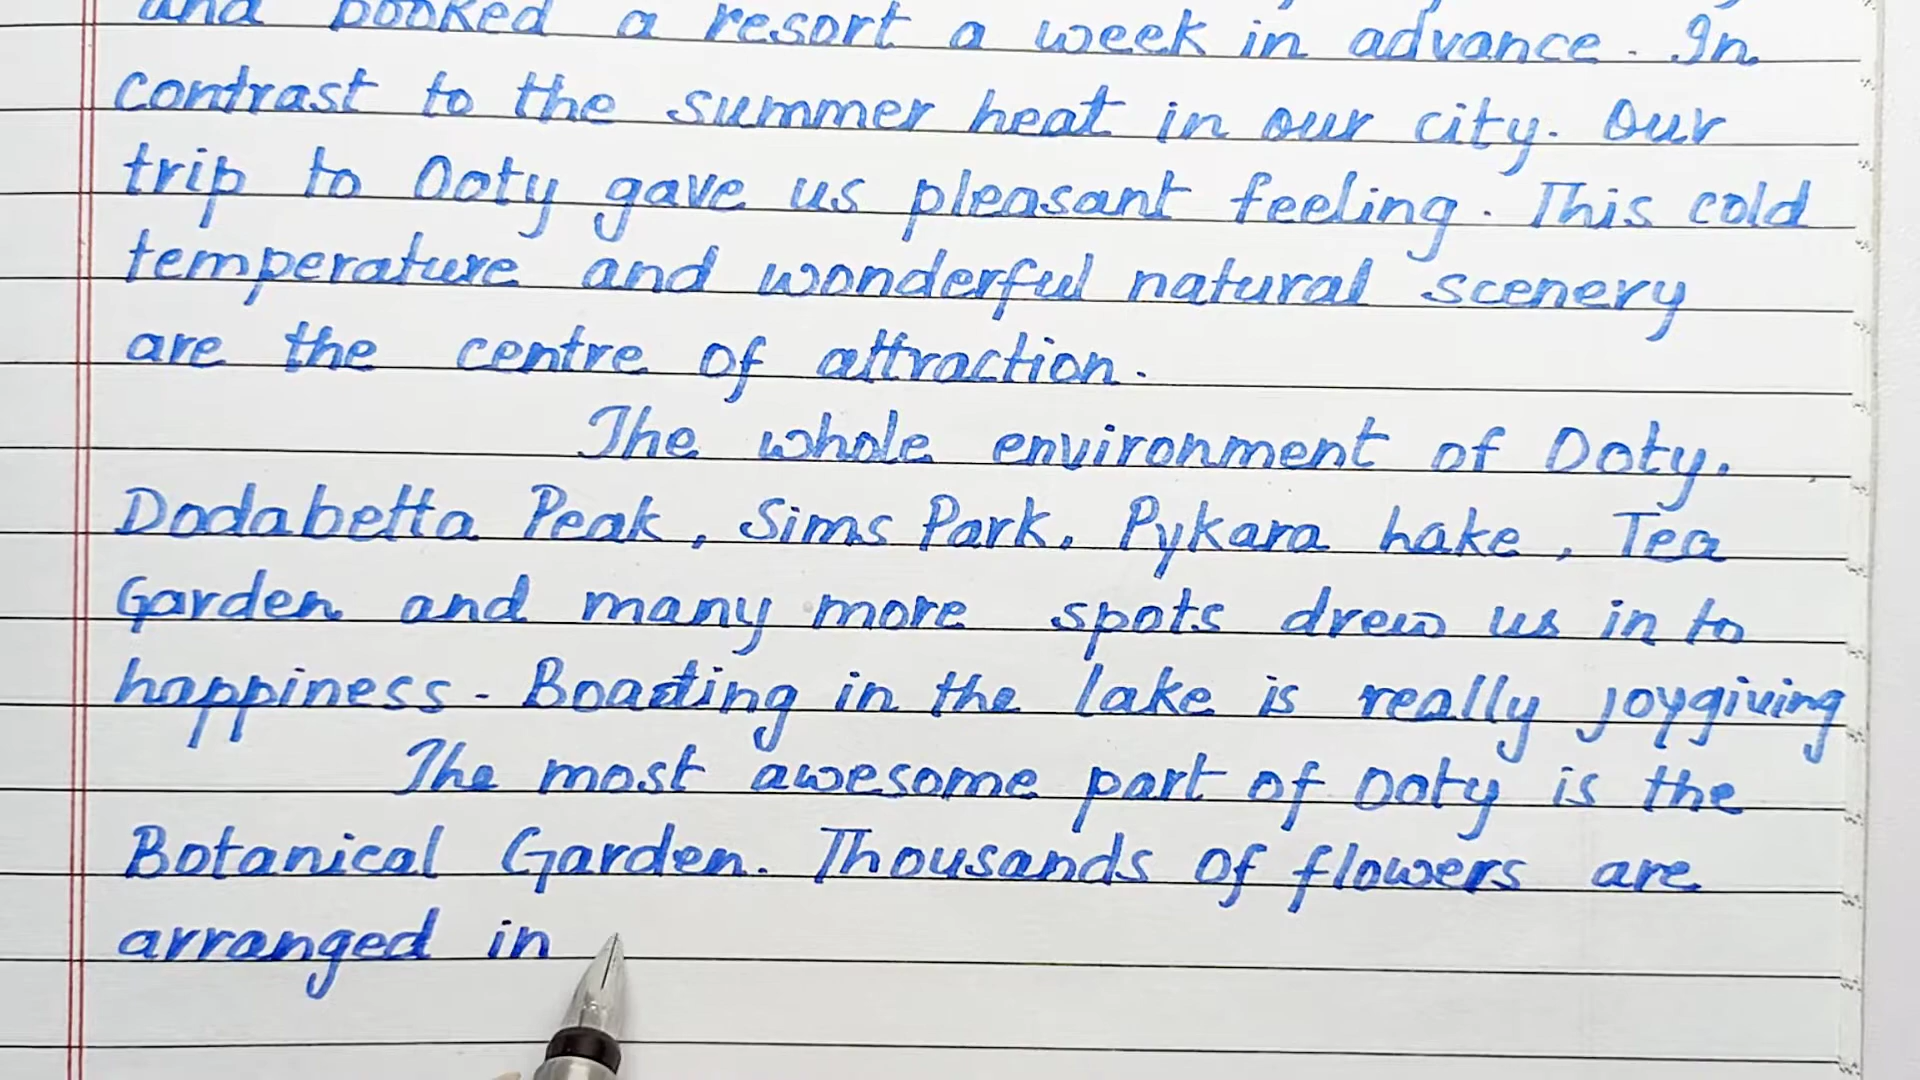 and booked a resort a week in advance. In
contrast to the summer heat in our city. Our
trip to Ooty gave us pleasant feeling. This cold
temperature and wonderful natural scenery
are the centre of attraction.
The whole environment of Ooty.
Dodabetta Peak, Sims Park, Pykara Lake, Tea
Garden and many more spots drew us in to
happiness. Boating in the lake is really joygiving
The most awesome part of Ooty is the
Botanical Garden. Thousands of flowers are
arranged in